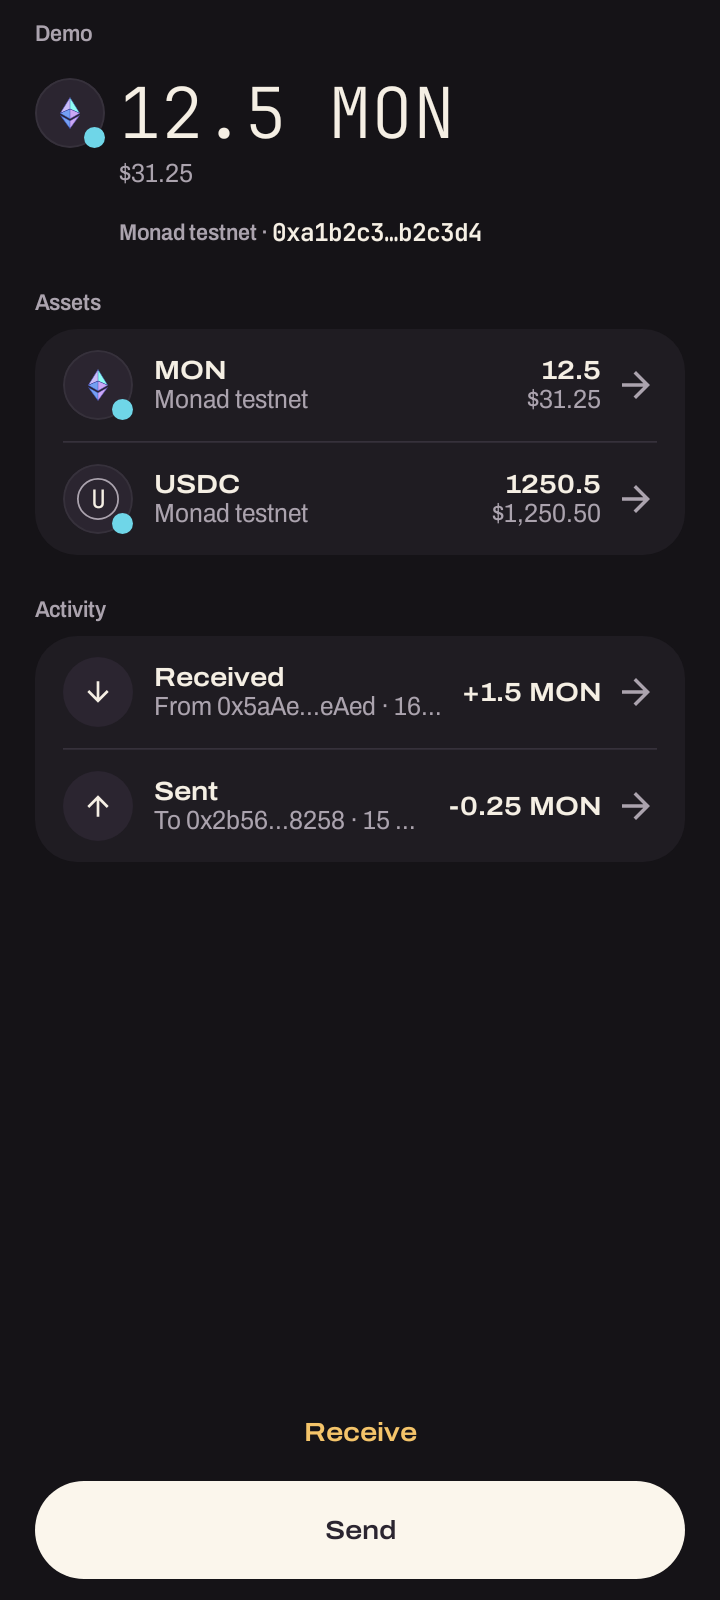 Demo
12.5 MON
$31.25
Monad testnet · 0xa1b2c3…b2c3d4
Assets
MON 12.5
Monad testnet $31.25
U
USDC 1250.5
Monad testnet $1,250.50
Activity
Received +1.5 MON
From 0x5aAe...eAed · 16...
Sent -0.25 MON
To 0x2b56...8258 · 15 ...
Receive
Send